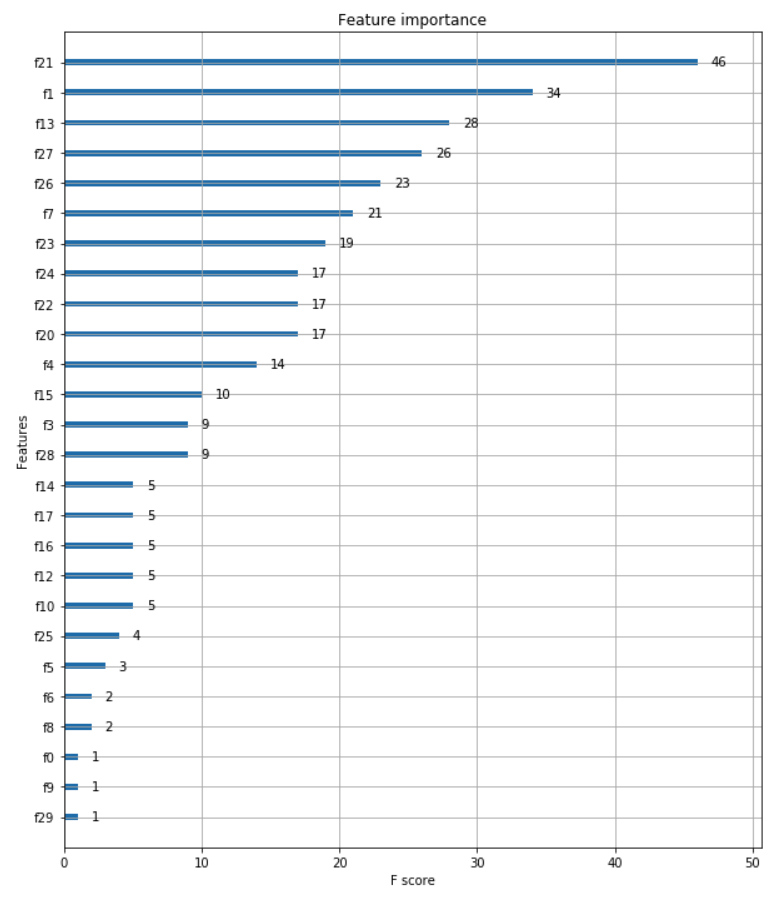 Feature importance
f21 46
f1 34
f13 28
f27 26
f26 23
f7 21
f23 19
f24 17
f22 17
f20 17
f4 14
f15 10
f3 9
Features
f28 9
f14 5
f17 5
f16 5
f12 5
f10 5
f25 4
f5 3
f6 2
f8 2
f0 1
f9 1
f29 1
0 10 20 30 40 50
F score